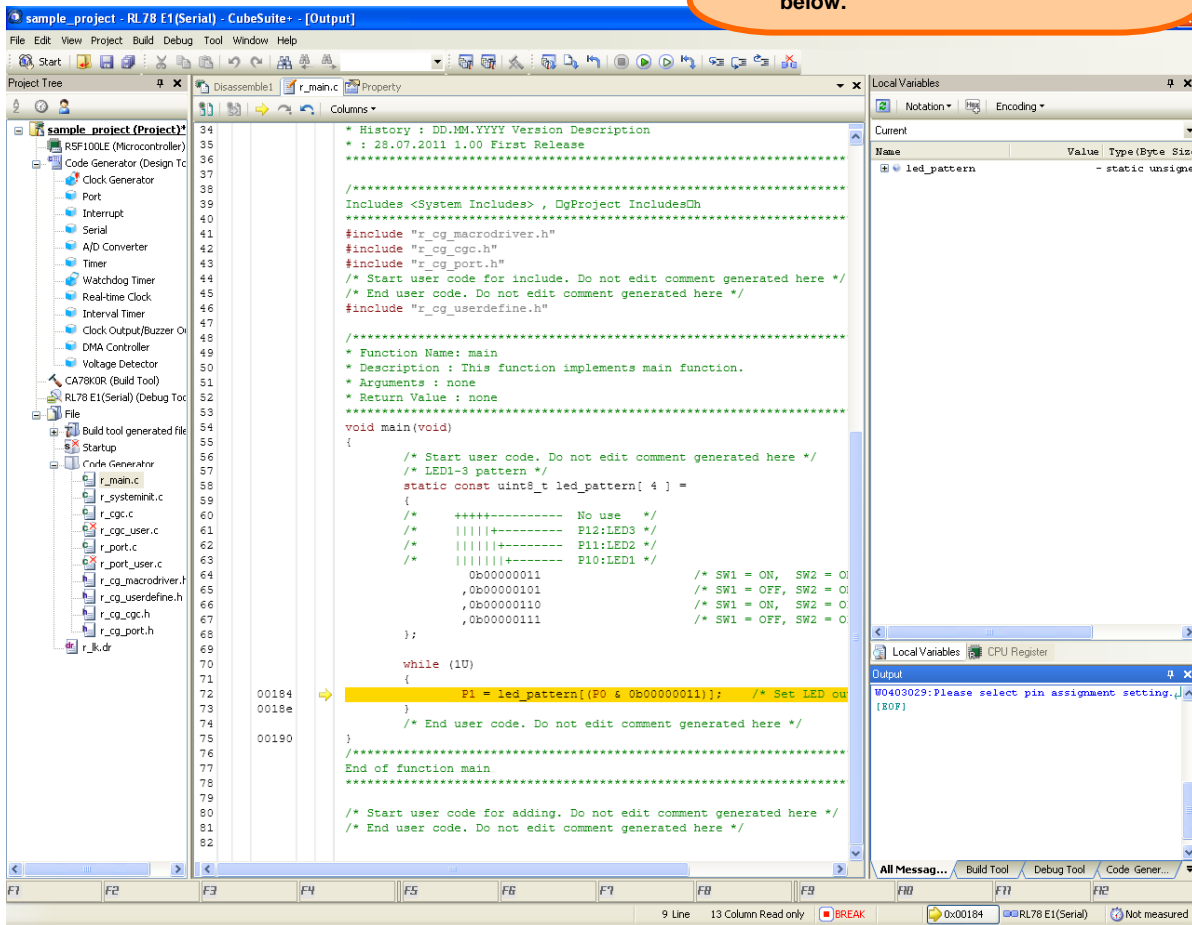 below.
sample_project - RL78 E1(Serial) - CubeSuite+ - [Output]
File Edit View Project Build Debug Tool Window Help
Start
Project Tree
Disassemble1 r_main.c Property
Columns
sample_project (Project)*
R5F100LE (Microcontroller)
Code Generator (Design Tc
Clock Generator
Port
Interrupt
Serial
A/D Converter
Timer
Watchdog Timer
Real-time Clock
Interval Timer
Clock Output/Buzzer O
DMA Controller
Voltage Detector
CA78K0R (Build Tool)
RL78 E1(Serial) (Debug Toc
File
Build tool generated file
Startup
Code Generator
r_main.c
r_systeminit.c
r_cgc.c
r_cgc_user.c
r_port.c
r_port_user.c
r_cg_macrodriver.h
r_cg_userdefine.h
r_cg_cgc.h
r_cg_port.h
r_lk.dr
34 * History : DD.MM.YYYY Version Description
35 * : 28.07.2011 1.00 First Release
36 **********************************************************************
37
38 /*********************************************************************
39 Includes <System Includes> , □gProject Includes□h
40 **********************************************************************
41 #include "r_cg_macrodriver.h"
42 #include "r_cg_cgc.h"
43 #include "r_cg_port.h"
44 /* Start user code for include. Do not edit comment generated here */
45 /* End user code. Do not edit comment generated here */
46 #include "r_cg_userdefine.h"
47
48 /*********************************************************************
49 * Function Name: main
50 * Description : This function implements main function.
51 * Arguments : none
52 * Return Value : none
53 **********************************************************************
54 void main(void)
55 {
56 /* Start user code. Do not edit comment generated here */
57 /* LED1-3 pattern */
58 static const uint8_t led_pattern[ 4 ] =
59 {
60 /* +++++---------- No use */
61 /* |||||+--------- P12:LED3 */
62 /* ||||||+-------- P11:LED2 */
63 /* |||||||+------- P10:LED1 */
64 0b00000011 /* SW1 = ON, SW2 = O
65 ,0b00000101 /* SW1 = OFF, SW2 = O
66 ,0b00000110 /* SW1 = ON, SW2 = O
67 ,0b00000111 /* SW1 = OFF, SW2 = O
68 };
69
70 while (1U)
71 {
72 00184 P1 = led_pattern[(P0 & 0b00000011)]; /* Set LED ou
73 0018e }
74 /* End user code. Do not edit comment generated here */
75 00190 }
76 /*********************************************************************
77 End of function main
78 **********************************************************************
79
80 /* Start user code for adding. Do not edit comment generated here */
81 /* End user code. Do not edit comment generated here */
82
Local Variables
Notation Hex Encoding
Current
Name Value Type(Byte Siz
led_pattern - static unsigne
Local Variables CPU Register
Output
W0403029:Please select pin assignment setting.
[EOF]
All Messag... Build Tool Debug Tool Code Gener...
F1 F2 F3 F4 F5 F6 F7 F8 F9 F10 F11 F12
9 Line 13 Column Read only BREAK 0x00184 RL78 E1(Serial) Not measured